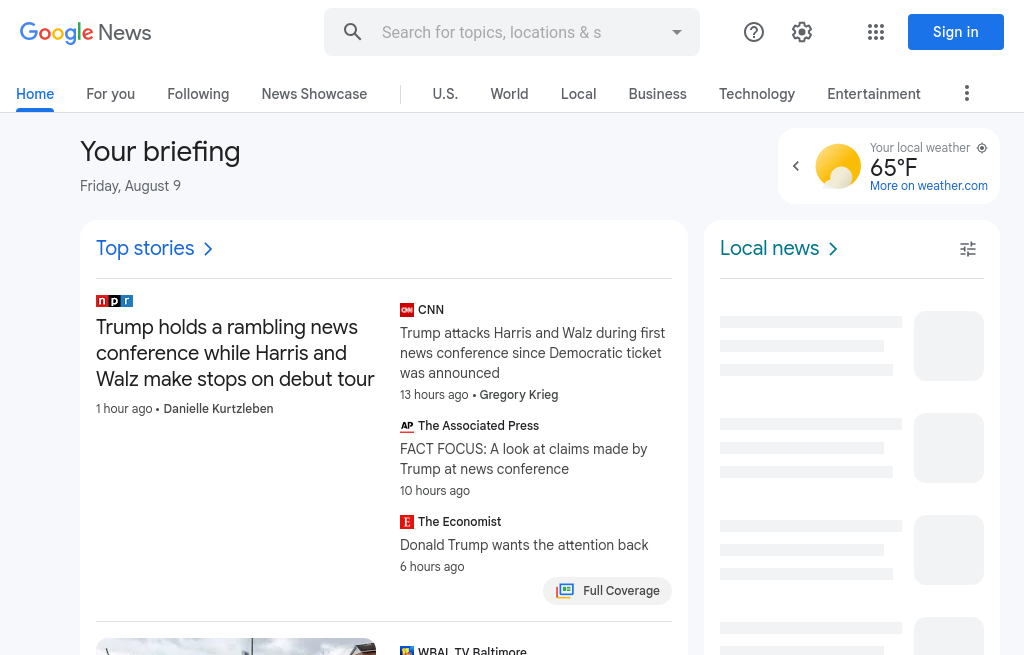 Google News
Search for topics, locations & s
Sign in
Home
For you
Following
News Showcase
U.S.
World
Local
Business
Technology
Entertainment
Your briefing
Friday, August 9
Your local weather
65°F
More on weather.com
Top stories
npr
Trump holds a rambling news
conference while Harris and
Walz make stops on debut tour
1 hour ago • Danielle Kurtzleben
CNN CNN
Trump attacks Harris and Walz during first
news conference since Democratic ticket
was announced
13 hours ago • Gregory Krieg
AP The Associated Press
FACT FOCUS: A look at claims made by
Trump at news conference
10 hours ago
E The Economist
Donald Trump wants the attention back
6 hours ago
Full Coverage
WBAL TV Baltimore
Local news